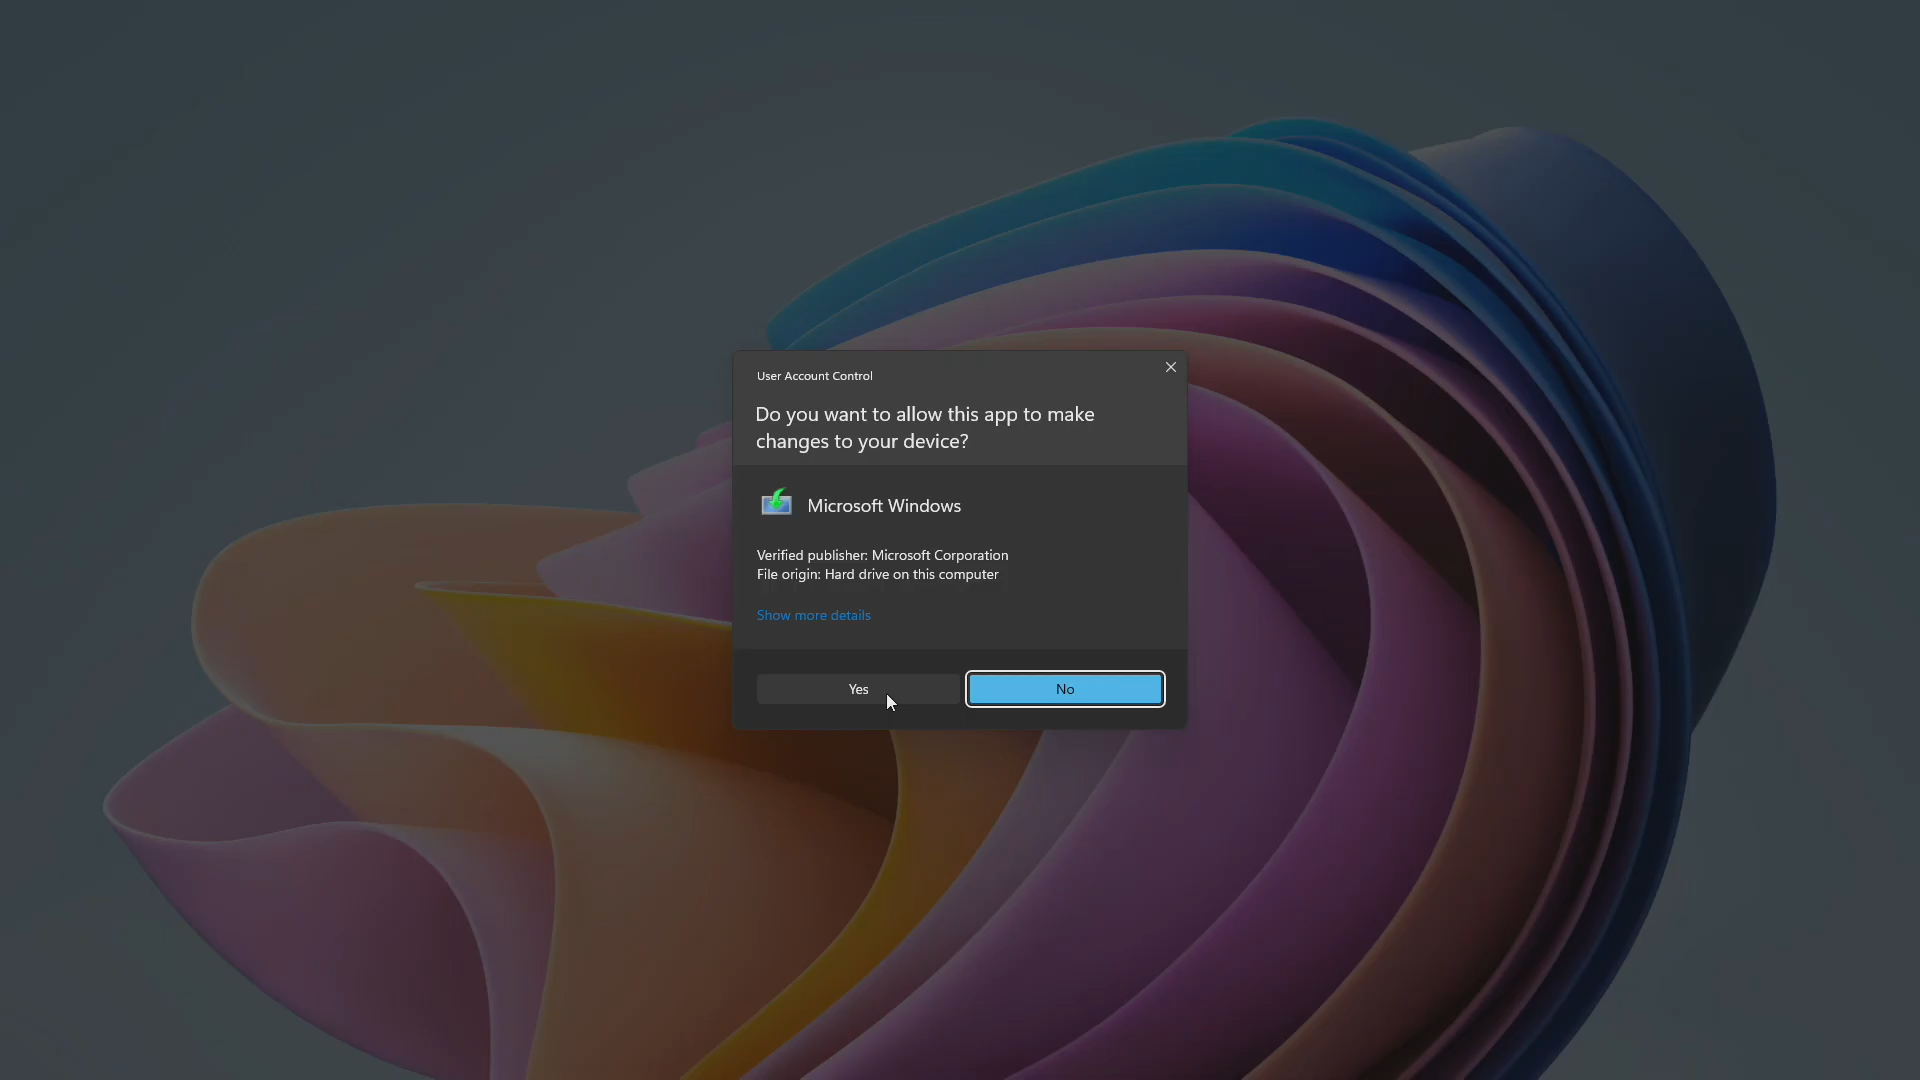 User Account Control
Do you want to allow this app to make
changes to your device?
Microsoft Windows
Verified publisher: Microsoft Corporation
File origin: Hard drive on this computer
Show more details
Yes
No